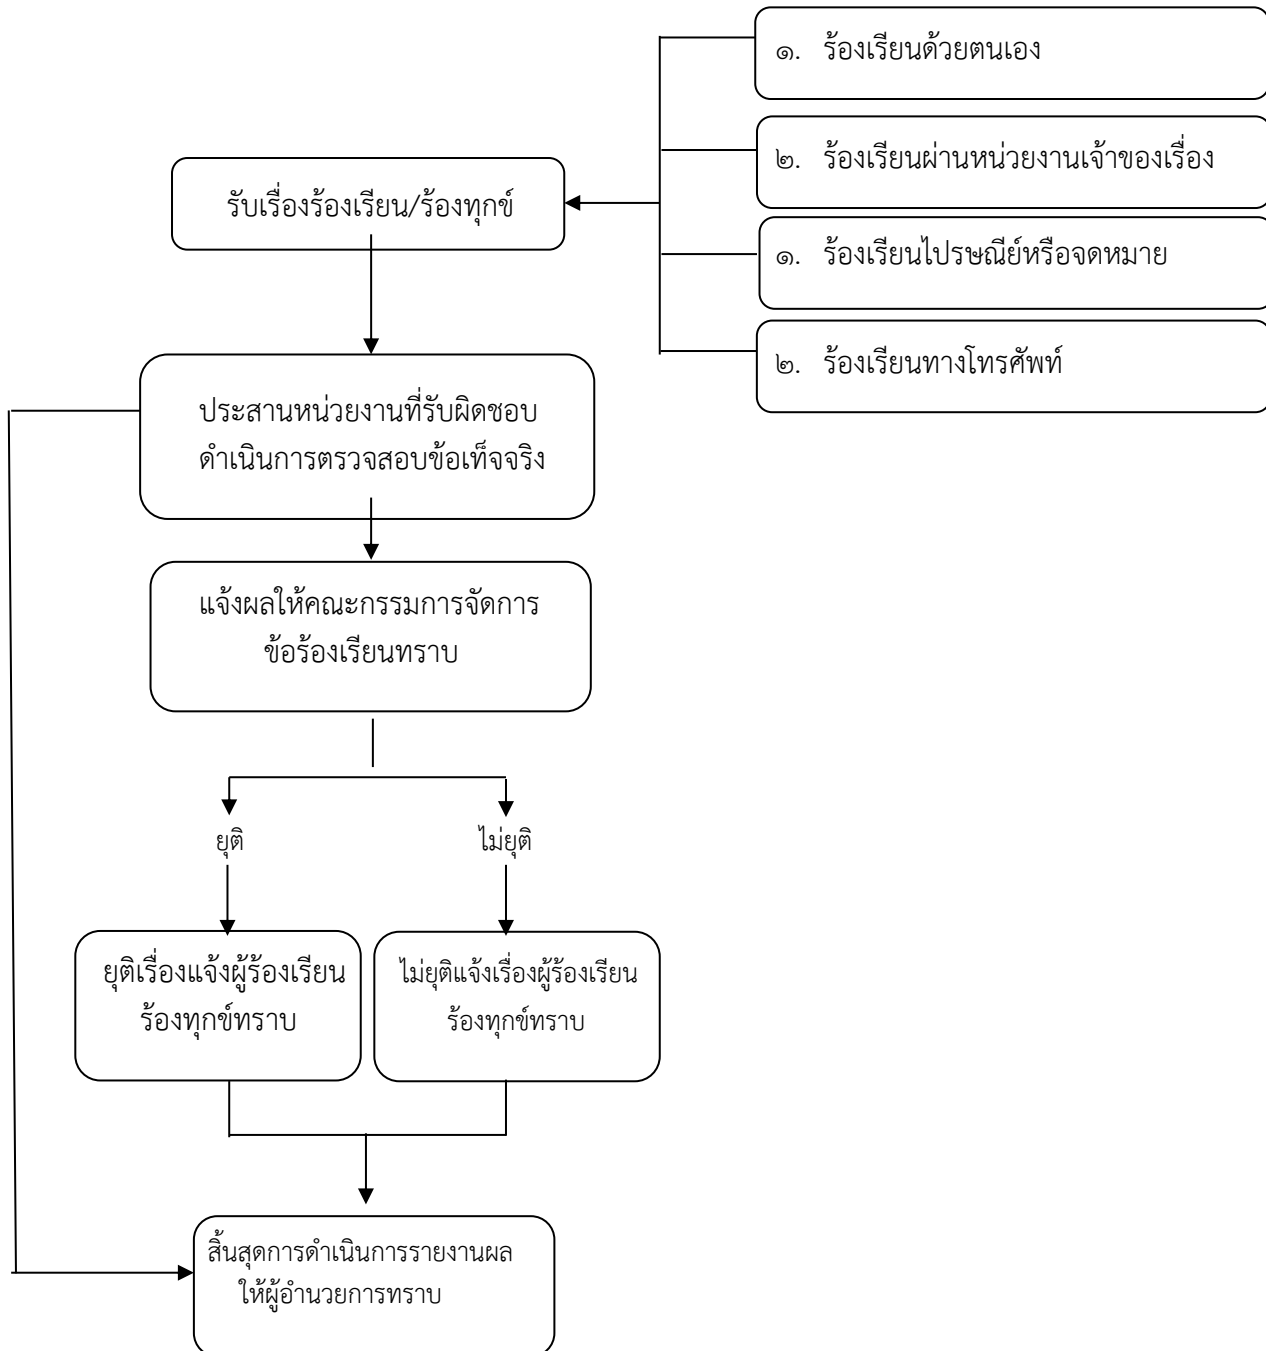 ๑. ร้องเรียนด้วยตนเอง
๒. ร้องเรียนผ่านหน่วยงานเจ้าของเรื่อง
๑. ร้องเรียนไปรษณีย์หรือจดหมาย
๒. ร้องเรียนทางโทรศัพท์
รับเรื่องร้องเรียน/ร้องทุกข์
ประสานหน่วยงานที่รับผิดชอบ
ดำเนินการตรวจสอบข้อเท็จจริง
แจ้งผลให้คณะกรรมการจัดการ
ข้อร้องเรียนทราบ
ยุติ
ไม่ยุติ
ยุติเรื่องแจ้งผู้ร้องเรียน
ร้องทุกข์ทราบ
ไม่ยุติแจ้งเรื่องผู้ร้องเรียน
ร้องทุกข์ทราบ
สิ้นสุดการดำเนินการรายงานผล
ให้ผู้อำนวยการทราบ